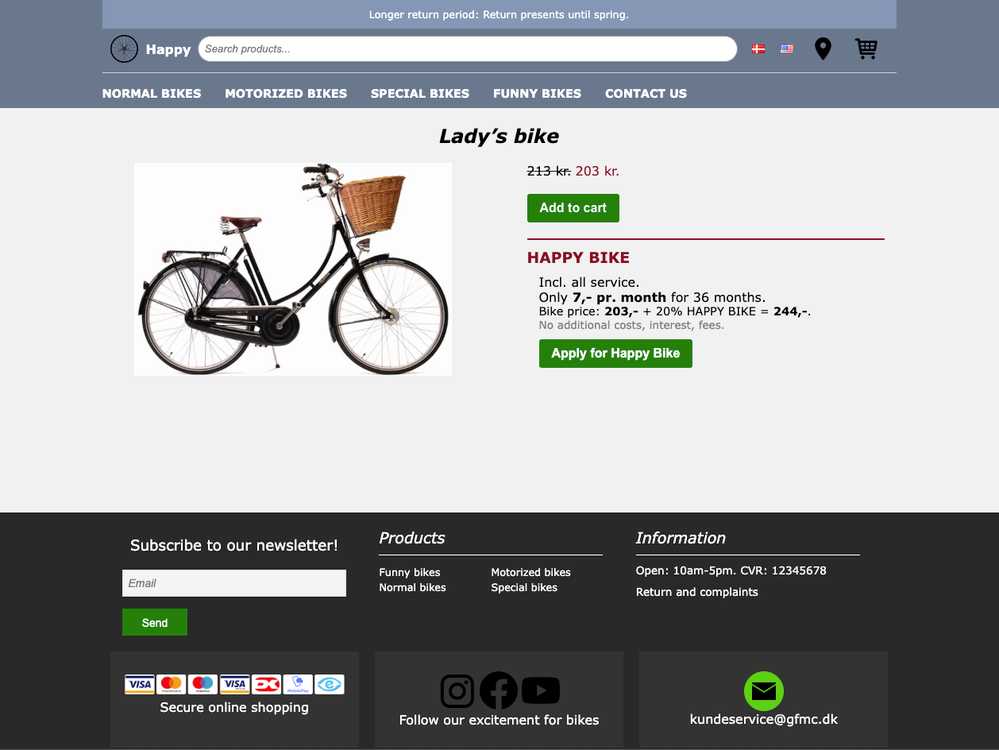 Longer return period: Return presents until spring.
Happy
Search products...
NORMAL BIKES MOTORIZED BIKES SPECIAL BIKES FUNNY BIKES CONTACT US
Lady’s bike
213 kr. 203 kr.
Add to cart
HAPPY BIKE
Incl. all service.
Only 7,- pr. month for 36 months.
Bike price: 203,- + 20% HAPPY BIKE = 244,-.
No additional costs, interest, fees.
Apply for Happy Bike
Subscribe to our newsletter!
Email
Send
Products
Funny bikes Motorized bikes
Normal bikes Special bikes
Information
Open: 10am-5pm. CVR: 12345678
Return and complaints
VISA VISA
Secure online shopping
Follow our excitement for bikes
kundeservice@gfmc.dk